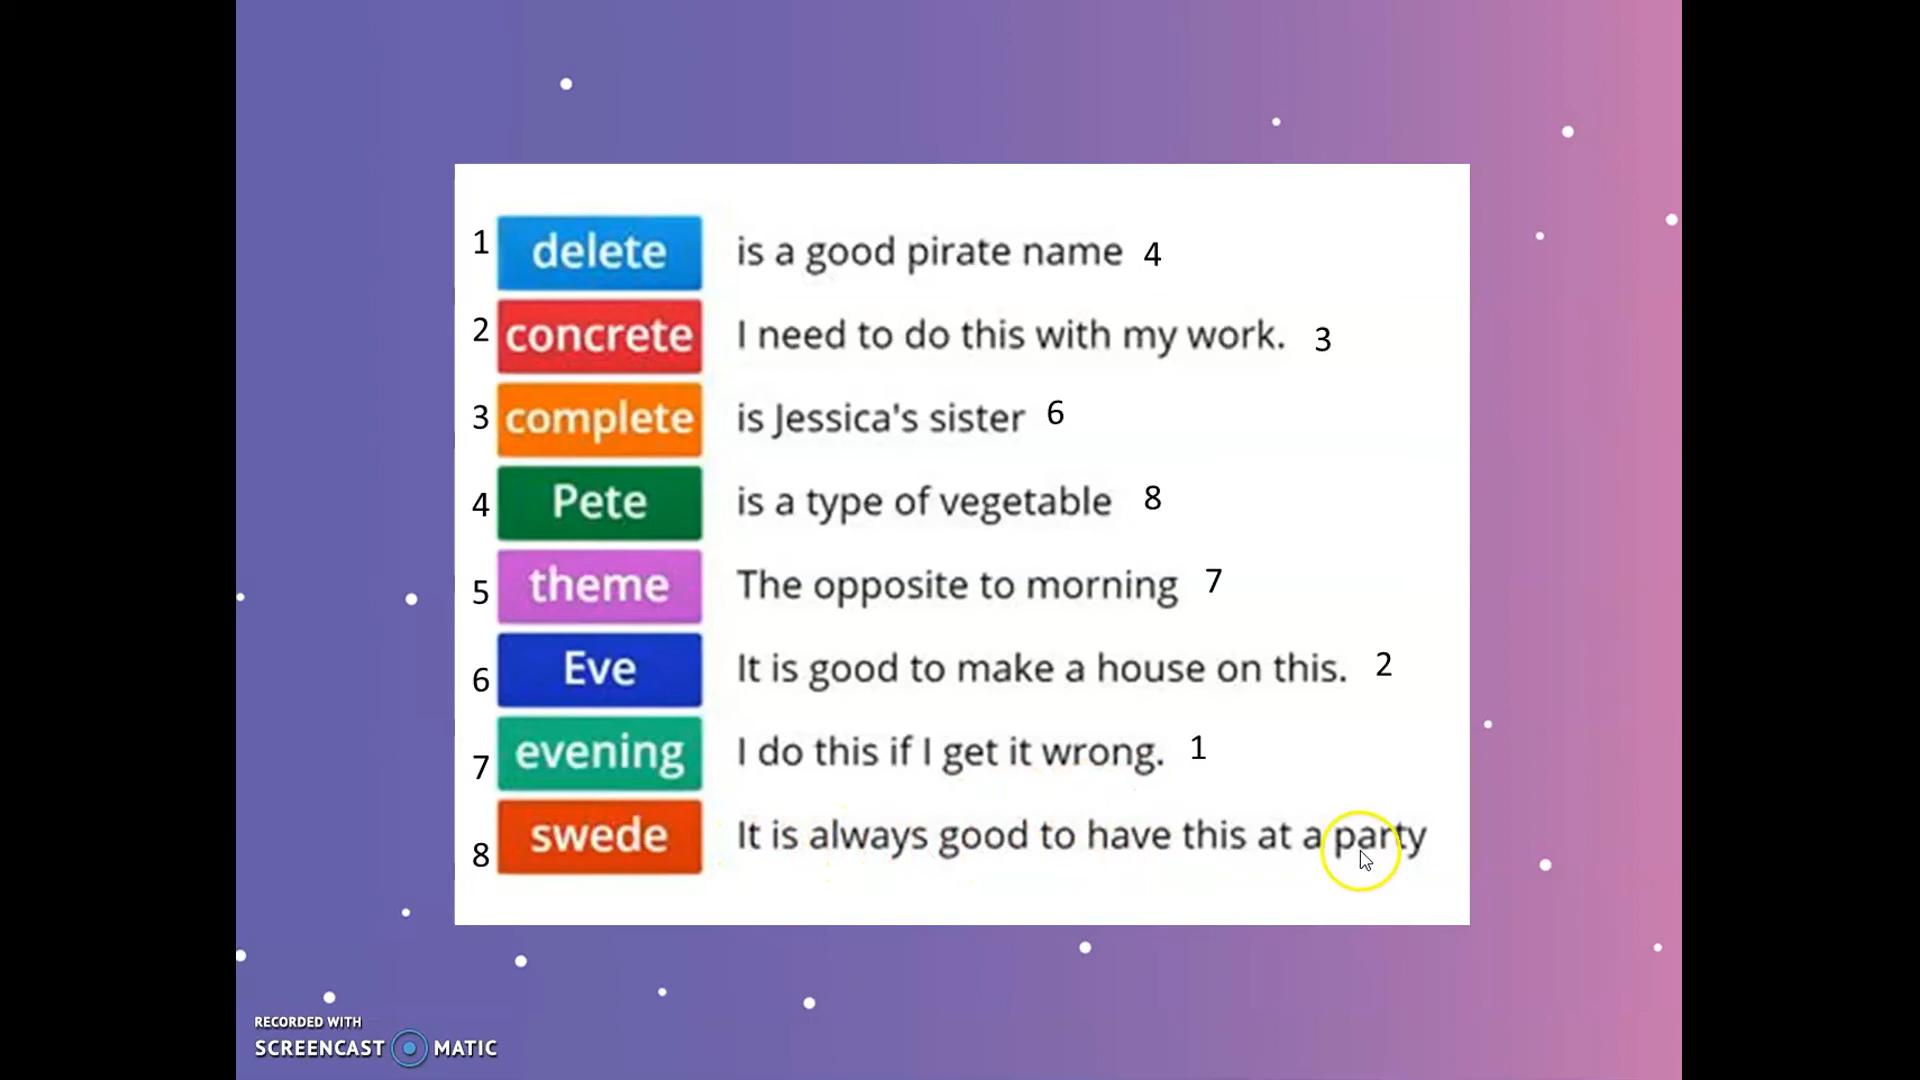 1 delete is a good pirate name 4
2 concrete I need to do this with my work. 3
3 complete is Jessica's sister 6
4 Pete is a type of vegetable 8
5 theme The opposite to morning 7
6 Eve It is good to make a house on this. 2
7 evening I do this if I get it wrong. 1
8 swede It is always good to have this at a party
RECORDED WITH
SCREENCAST MATIC